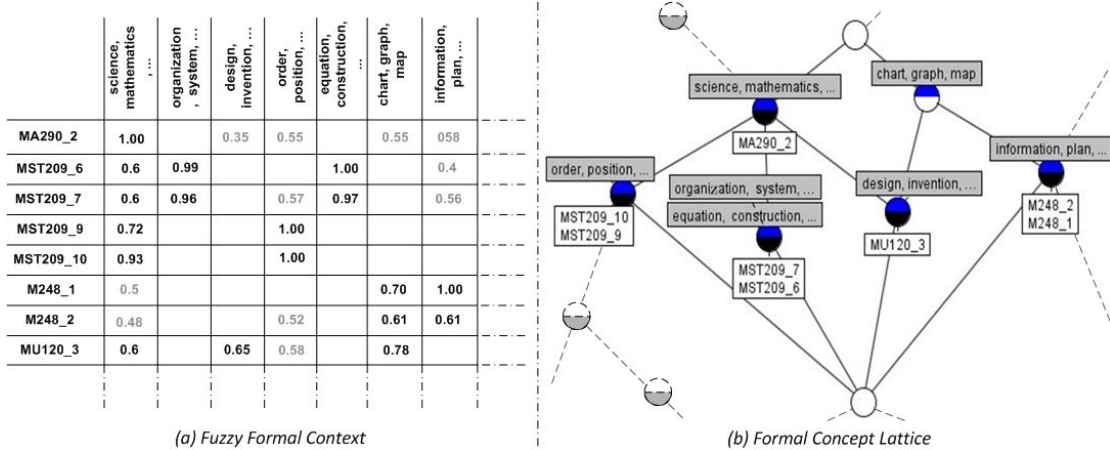 science,
mathematics
, ...
organization
, system, ...
design,
invention, ...
order,
position, ...
equation,
construction,
...
chart, graph,
map
information,
plan, ...
MA290_2 1.00 0.35 0.55 0.55 058
MST209_6 0.6 0.99 1.00 0.4
MST209_7 0.6 0.96 0.57 0.97 0.56
MST209_9 0.72 1.00
MST209_10 0.93 1.00
M248_1 0.5 0.70 1.00
M248_2 0.48 0.52 0.61 0.61
MU120_3 0.6 0.65 0.58 0.78
(a) Fuzzy Formal Context
chart, graph, map
science, mathematics, ...
MA290_2
information, plan, ...
order, position, ...
organization, system, ...
design, invention, ...
equation, construction, ...
MST209_10
MST209_9
M248_2
M248_1
MU120_3
MST209_7
MST209_6
(b) Formal Concept Lattice